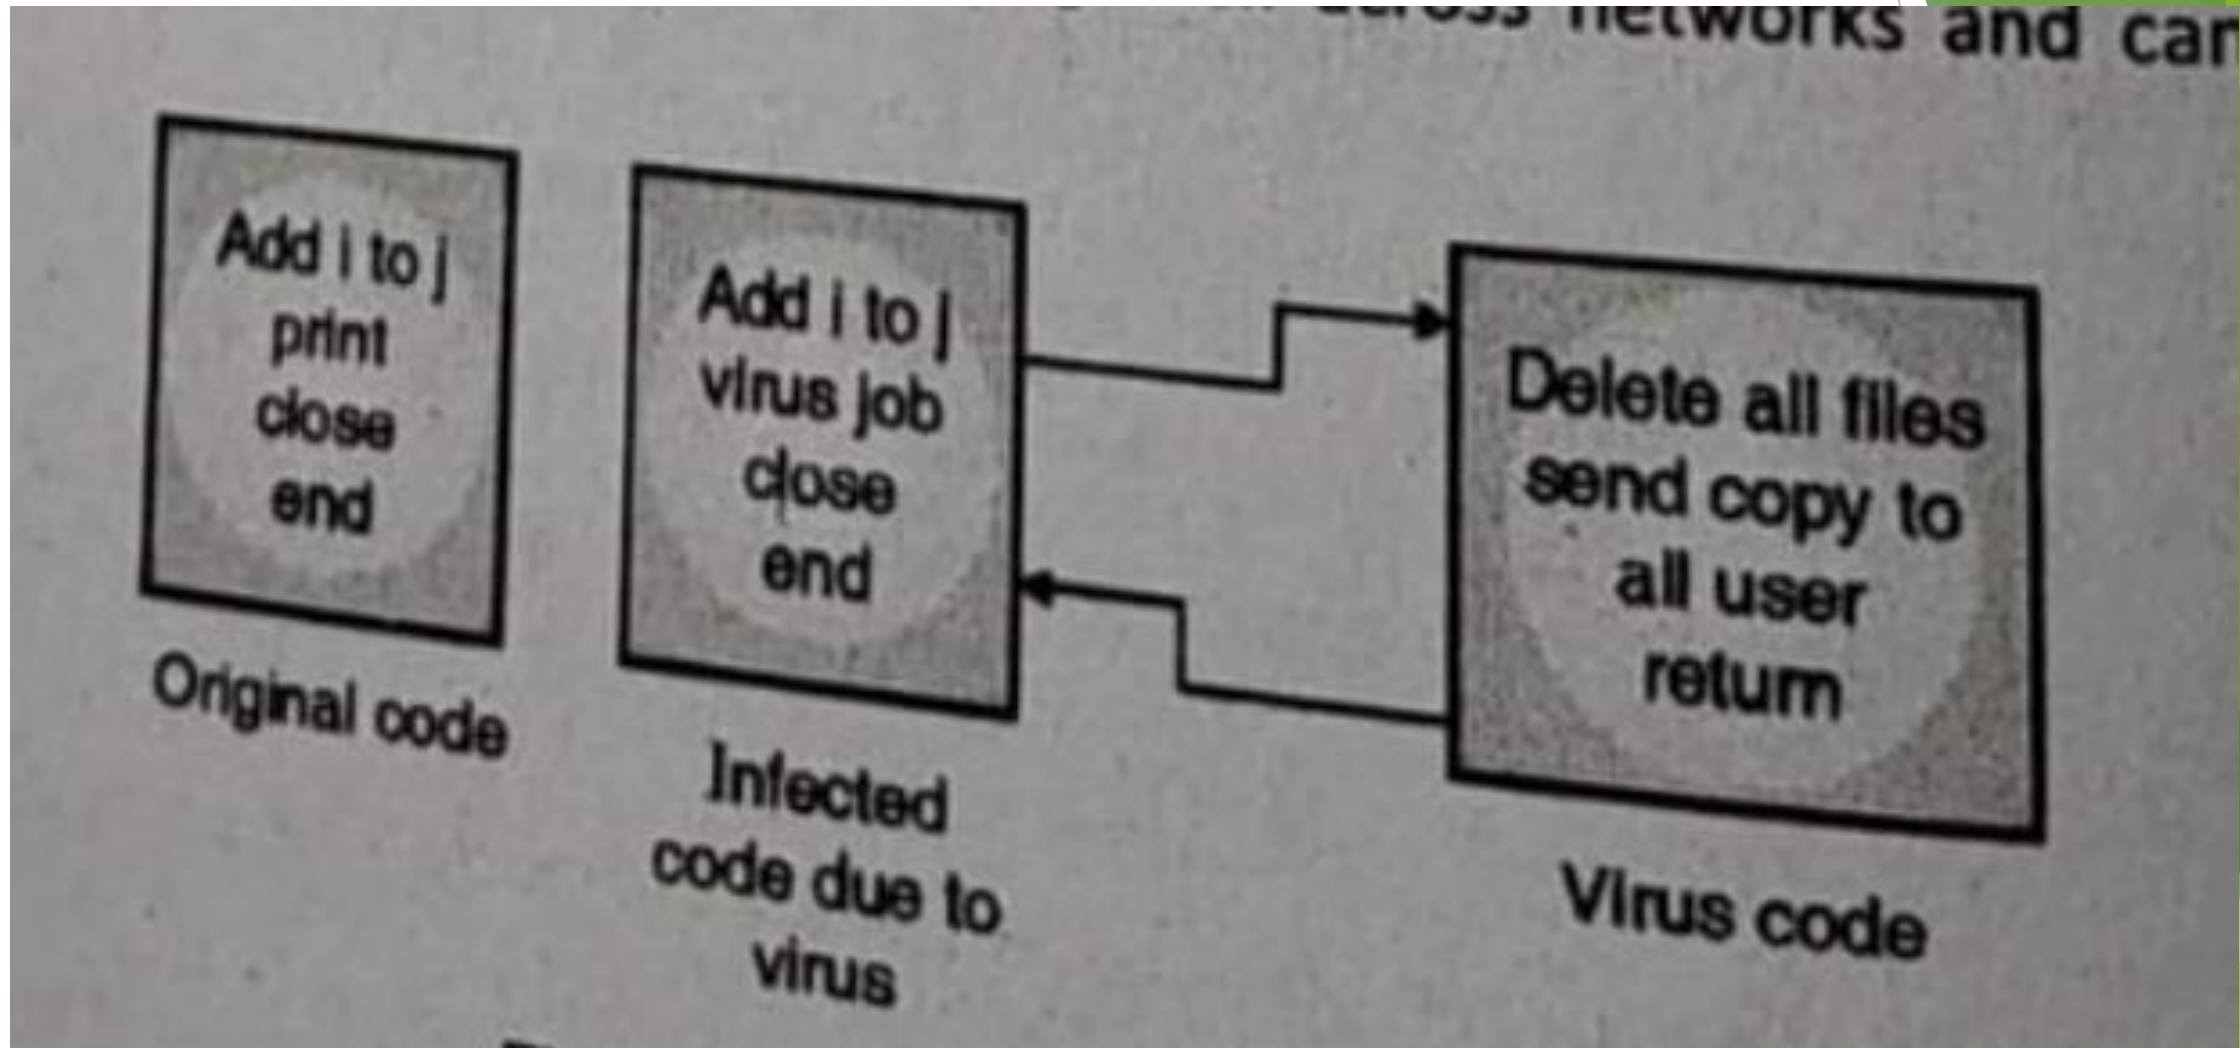 networks and can
Add i to j
print
close
end
Original code
Add i to j
virus job
close
end
Infected
code due to
virus
Delete all files
send copy to
all user
return
Virus code